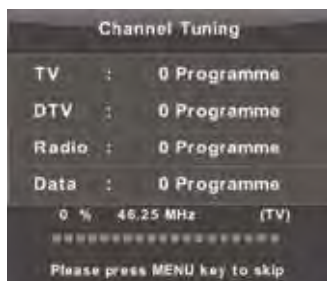 Channel Tuning
TV : 0 Programme
DTV : 0 Programme
Radio : 0 Programme
Data : 0 Programme
0 % 46.25 MHz (TV)
Please press MENU key to skip